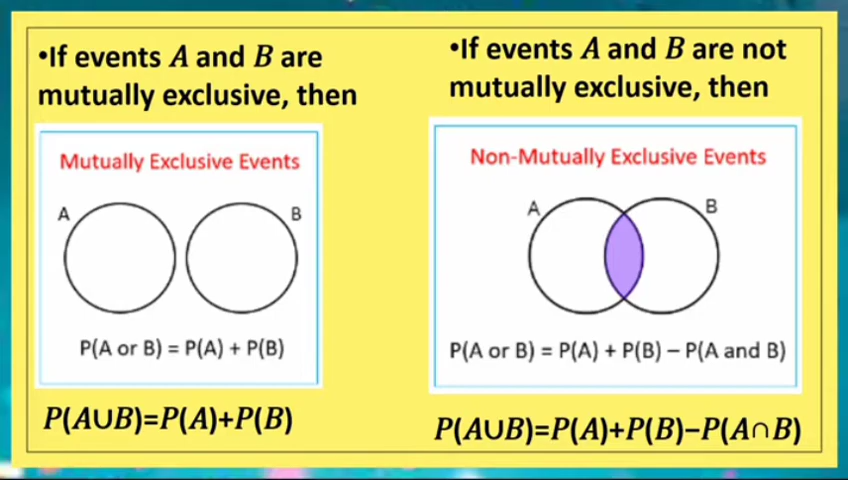 •If events A and B are
mutually exclusive, then
Mutually Exclusive Events
A
B
P(A or B) = P(A) + P(B)
P(A∪B)=P(A)+P(B)
•If events A and B are not
mutually exclusive, then
Non-Mutually Exclusive Events
A
B
P(A or B) = P(A) + P(B) – P(A and B)
P(A∪B)=P(A)+P(B)−P(A∩B)